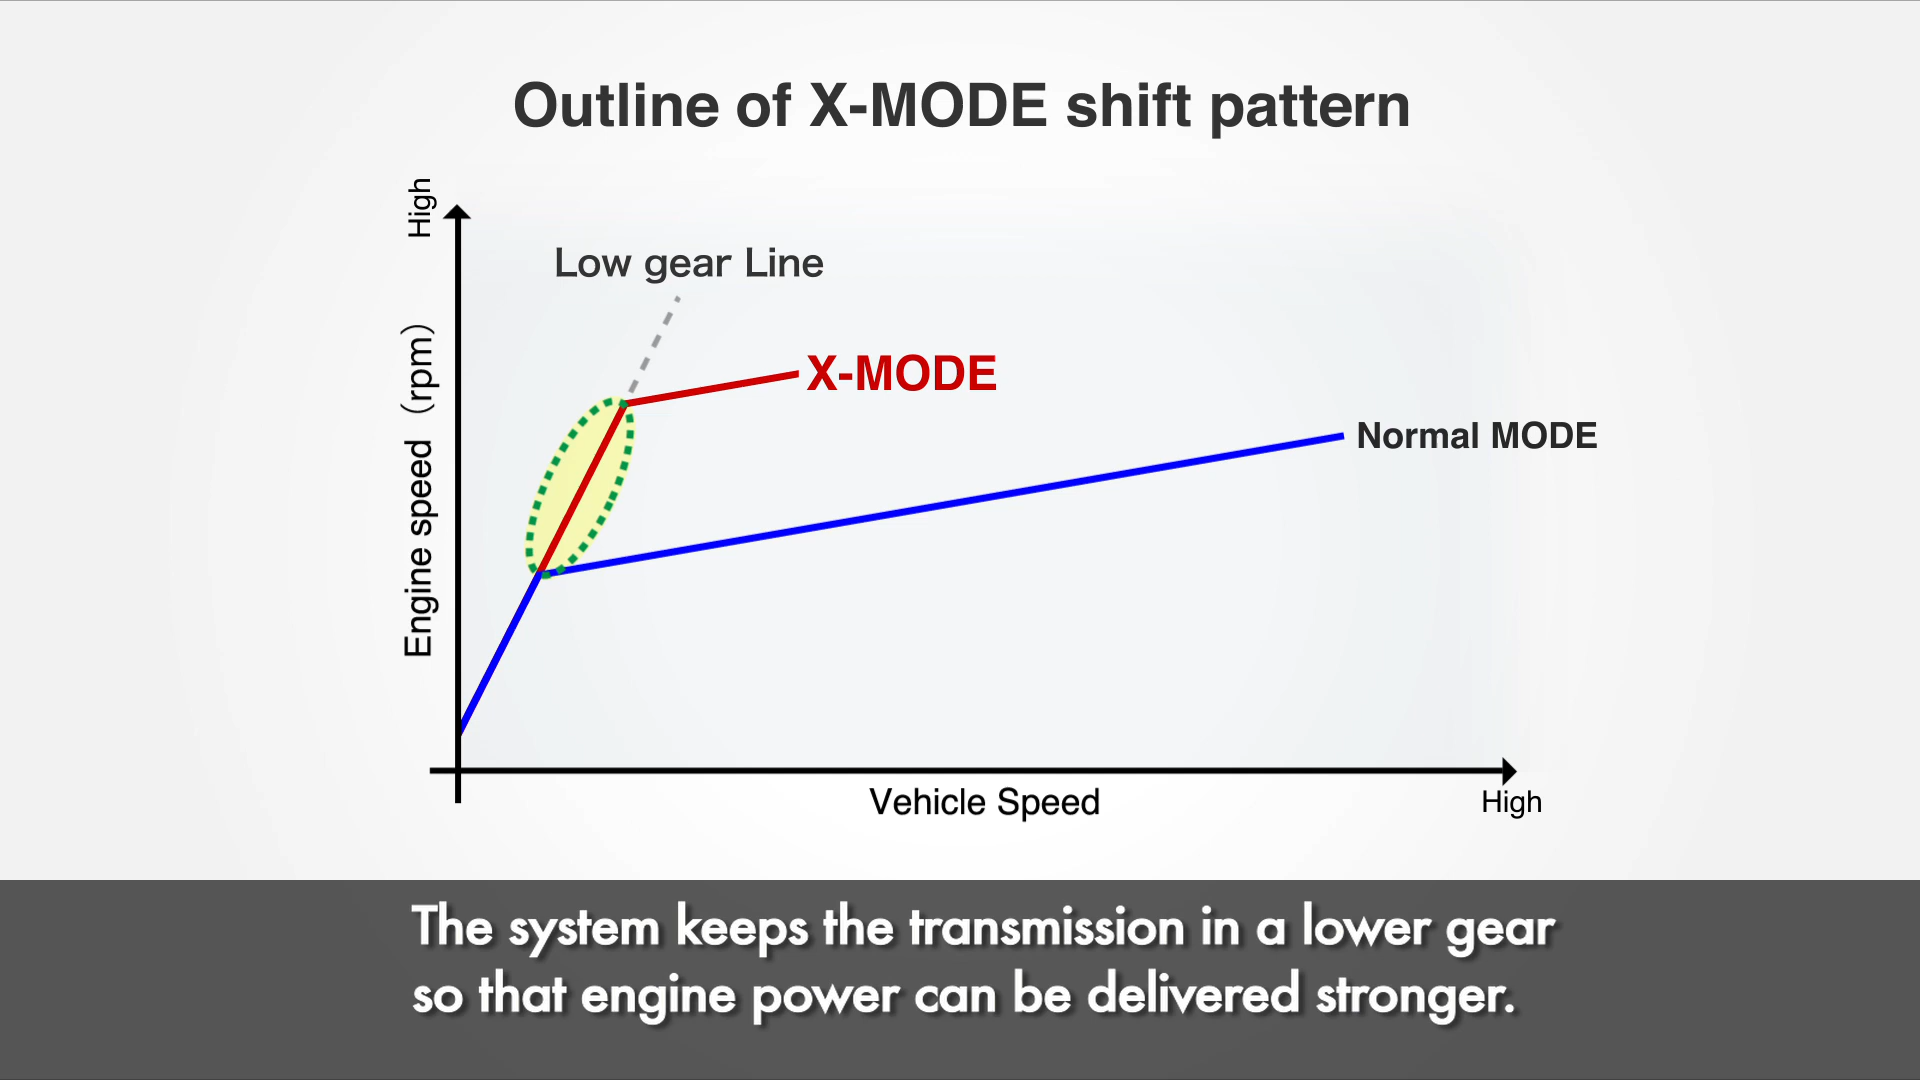 Outline of X-MODE shift pattern
High
Low gear Line
X-MODE
Normal MODE
Engine speed (rpm)
Vehicle Speed
High
The system keeps the transmission in a lower gear
so that engine power can be delivered stronger.